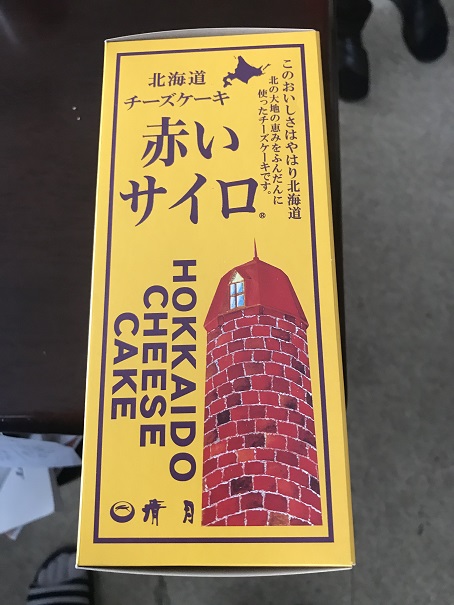 このおいしさはやはり北海道
北の大地の恵みをふんだんに
使ったチーズケーキです。
北海道
チーズケーキ
赤い
サイロ®
HOKKAIDO
CHEESE
CAKE
清月